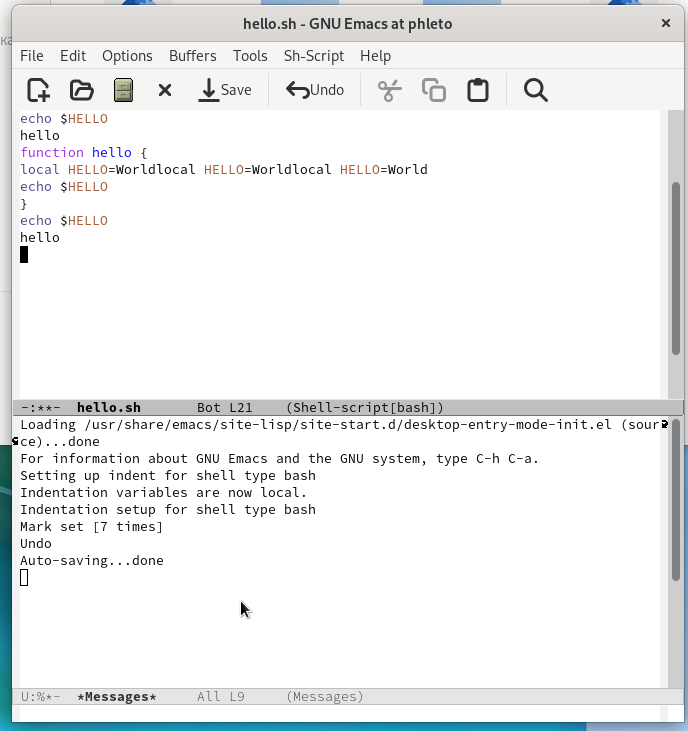 hello.sh - GNU Emacs at phleto ×
File Edit Options Buffers Tools Sh-Script Help
Save Undo
echo $HELLO
hello
function hello {
local HELLO=Worldlocal HELLO=Worldlocal HELLO=World
echo $HELLO
}
echo $HELLO
hello
-:**- hello.sh Bot L21 (Shell-script[bash])
Loading /usr/share/emacs/site-lisp/site-start.d/desktop-entry-mode-init.el (sour
ce)...done
For information about GNU Emacs and the GNU system, type C-h C-a.
Setting up indent for shell type bash
Indentation variables are now local.
Indentation setup for shell type bash
Mark set [7 times]
Undo
Auto-saving...done
U:%*- *Messages* All L9 (Messages)